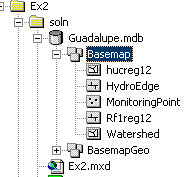 Ex2
soln
Guadalupe.mdb
Basemap
hucreg12
HydroEdge
MonitoringPoint
Rf1reg12
Watershed
BasemapGeo
Ex2.mxd